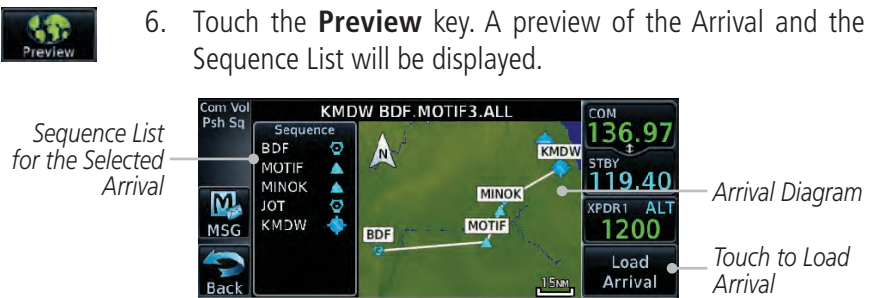 Preview
6. Touch the Preview key. A preview of the Arrival and the
Sequence List will be displayed.
Sequence List
for the Selected
Arrival
Com Vol
Psh Sq
KMDW BDF.MOTIF3.ALL
Sequence
BDF
MOTIF
MINOK
JOT
KMDW
MSG
Back
N
KMDW
MINOK
MOTIF
BDF
15NM
COM
136.97
STBY
119.40
XPDR1 ALT
1200
Load
Arrival
Arrival Diagram
Touch to Load
Arrival